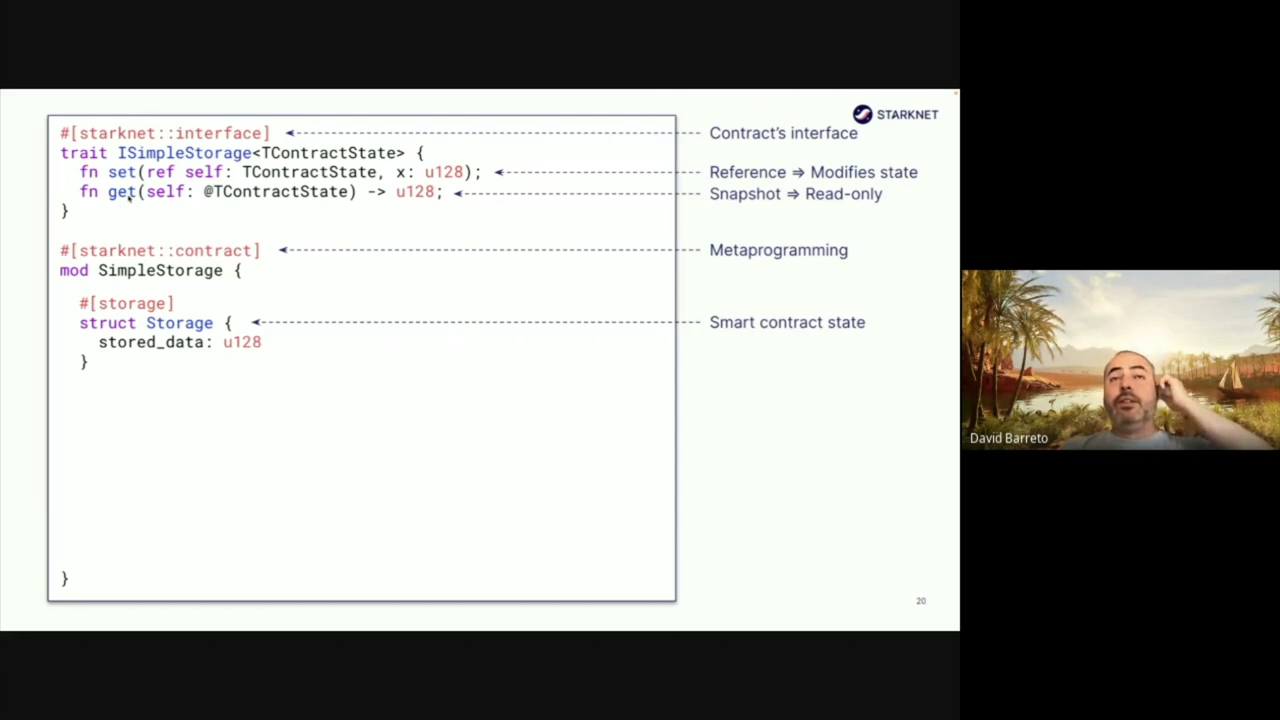 STARKNET
#[starknet::interface]
Contract's interface
trait ISimpleStorage<TContractState> {
fn set(ref self: TContractState, x: u128);
Reference ⇒ Modifies state
fn get(self: @TContractState) -> u128;
Snapshot ⇒ Read-only
}
#[starknet::contract]
Metaprogramming
mod SimpleStorage {
#[storage]
struct Storage {
Smart contract state
stored_data: u128
}
}
20
David Barreto